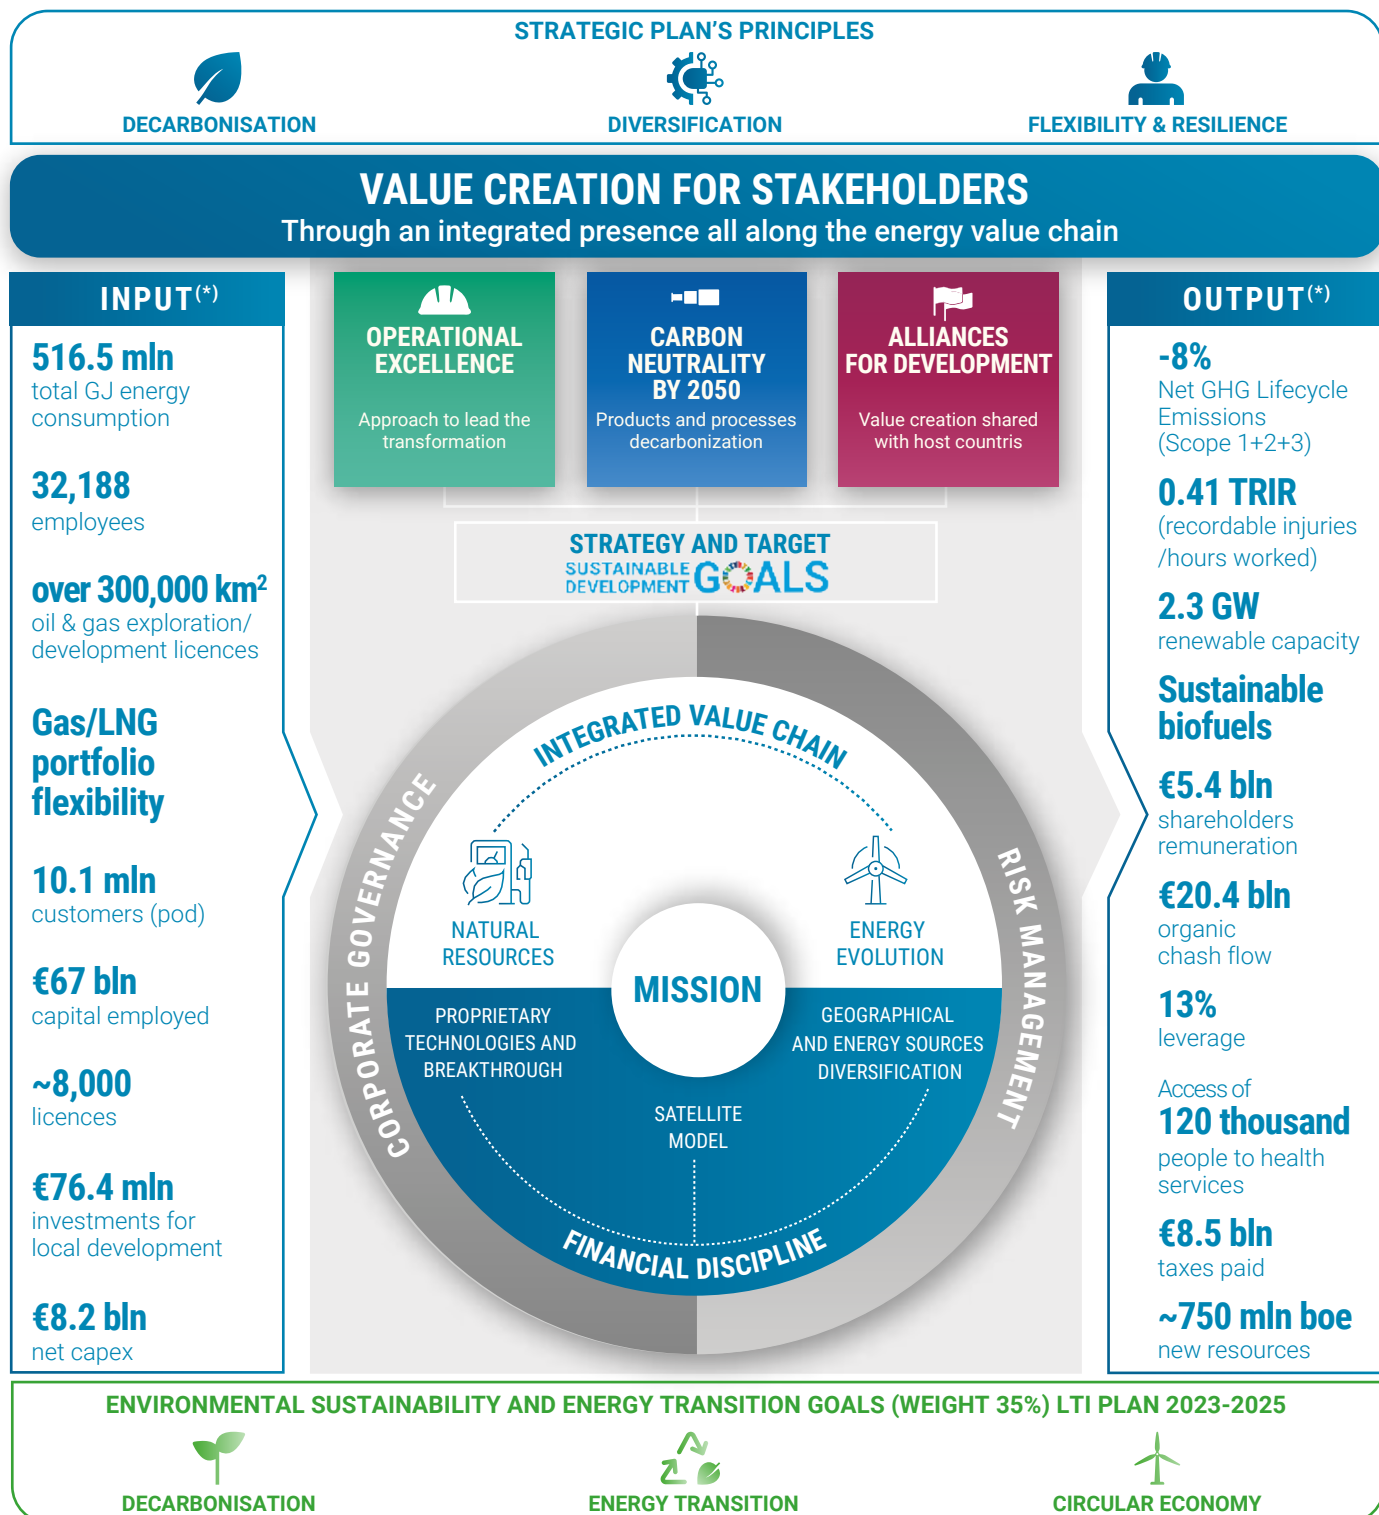 STRATEGIC PLAN'S PRINCIPLES
DECARBONISATION
DIVERSIFICATION
FLEXIBILITY & RESILIENCE
VALUE CREATION FOR STAKEHOLDERS
Through an integrated presence all along the energy value chain
INPUT(*)
516.5 mln
total GJ energy
consumption
32,188
employees
over 300,000 km²
oil & gas exploration/
development licences
Gas/LNG
portfolio
flexibility
10.1 mln
customers (pod)
€67 bln
capital employed
~8,000
licences
€76.4 mln
investments for
local development
€8.2 bln
net capex
OPERATIONAL
EXCELLENCE
Approach to lead the
transformation
CARBON
NEUTRALITY
BY 2050
Products and processes
decarbonization
ALLIANCES
FOR DEVELOPMENT
Value creation shared
with host countris
STRATEGY AND TARGET
SUSTAINABLE
DEVELOPMENT
GOALS
CORPORATE GOVERNANCE
RISK MANAGEMENT
INTEGRATED VALUE CHAIN
NATURAL
RESOURCES
ENERGY
EVOLUTION
MISSION
PROPRIETARY
TECHNOLOGIES AND
BREAKTHROUGH
GEOGRAPHICAL
AND ENERGY SOURCES
DIVERSIFICATION
SATELLITE
MODEL
FINANCIAL DISCIPLINE
OUTPUT(*)
-8%
Net GHG Lifecycle
Emissions
(Scope 1+2+3)
0.41 TRIR
(recordable injuries
/hours worked)
2.3 GW
renewable capacity
Sustainable
biofuels
€5.4 bln
shareholders
remuneration
€20.4 bln
organic
chash flow
13%
leverage
Access of
120 thousand
people to health
services
€8.5 bln
taxes paid
~750 mln boe
new resources
ENVIRONMENTAL SUSTAINABILITY AND ENERGY TRANSITION GOALS (WEIGHT 35%) LTI PLAN 2023-2025
DECARBONISATION
ENERGY TRANSITION
CIRCULAR ECONOMY